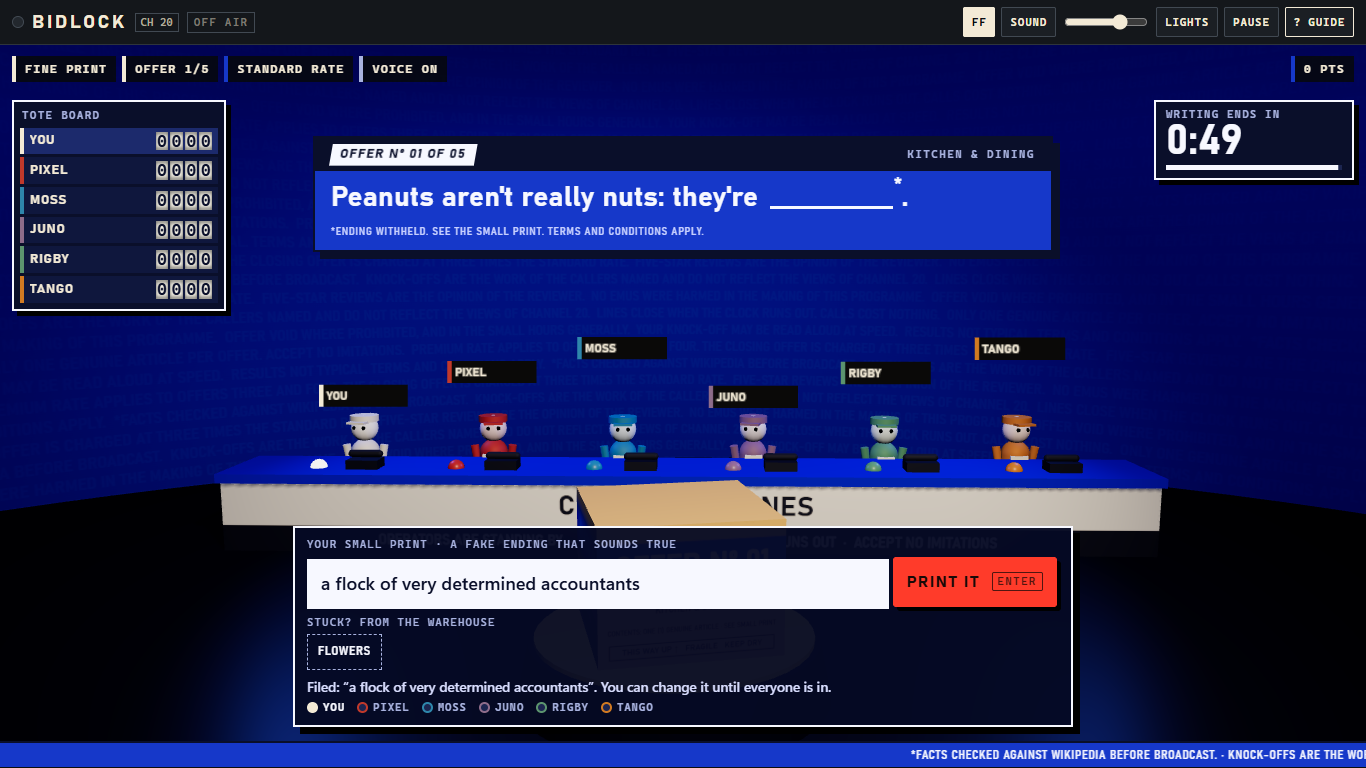 BIDLOCK CH 20 OFF AIR FF SOUND LIGHTS PAUSE ? GUIDE
FINE PRINT OFFER 1/5 STANDARD RATE VOICE ON 0 PTS
TOTE BOARD
YOU 0000
PIXEL 0000
MOSS 0000
JUNO 0000
RIGBY 0000
TANGO 0000
OFFER Nº 01 OF 05 KITCHEN & DINING
Peanuts aren't really nuts: they're ________*.
*ENDING WITHHELD. SEE THE SMALL PRINT. TERMS AND CONDITIONS APPLY.
WRITING ENDS IN
0:49
YOU
PIXEL
MOSS
JUNO
RIGBY
TANGO
YOUR SMALL PRINT · A FAKE ENDING THAT SOUNDS TRUE
a flock of very determined accountants
PRINT IT ENTER
STUCK? FROM THE WAREHOUSE
FLOWERS
Filed: “a flock of very determined accountants”. You can change it until everyone is in.
YOU PIXEL MOSS JUNO RIGBY TANGO
*FACTS CHECKED AGAINST WIKIPEDIA BEFORE BROADCAST. · KNOCK-OFFS ARE THE